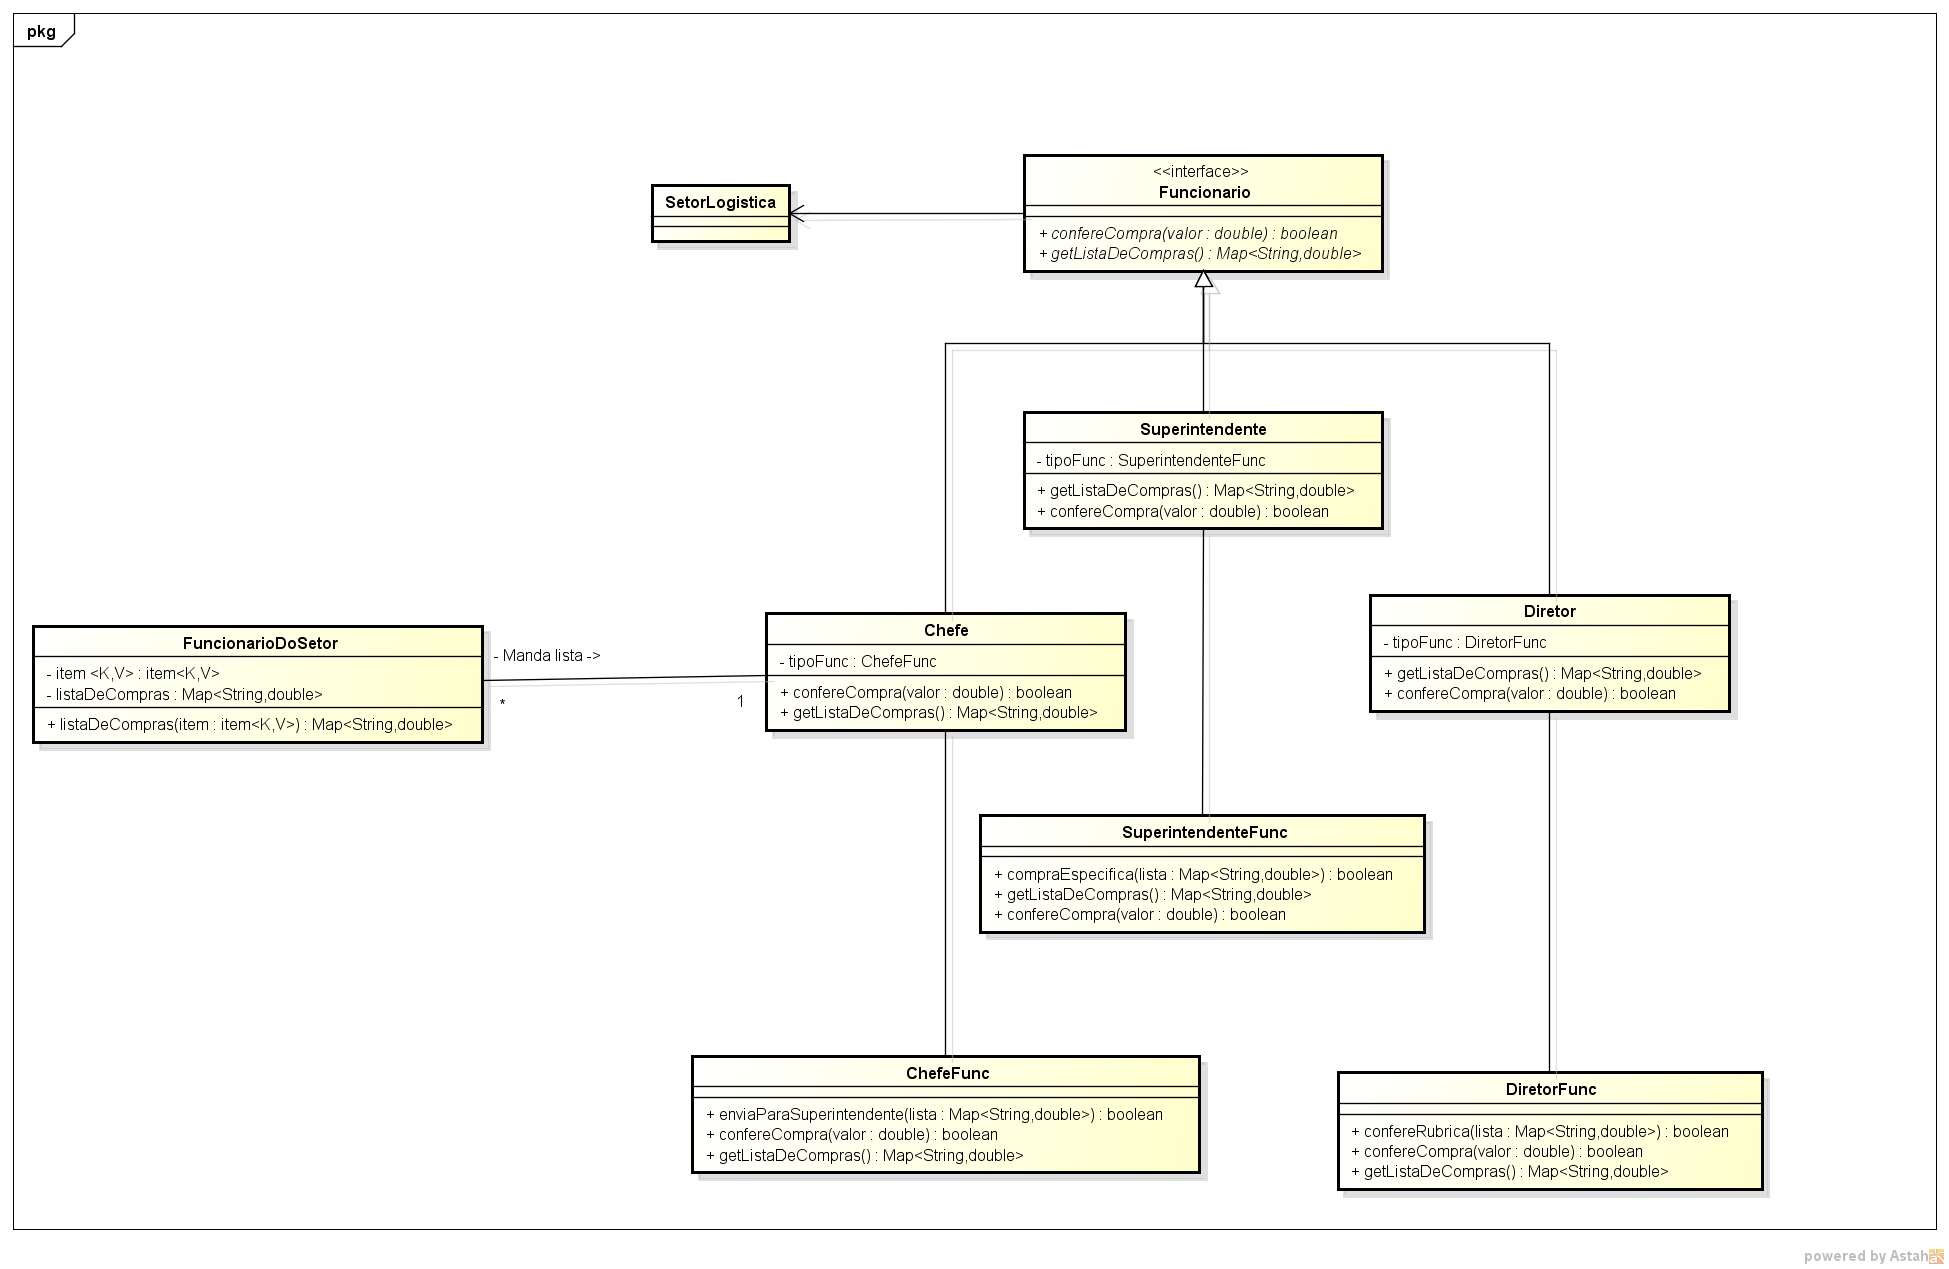 pkg
<<interface>>
Funcionario
+ confereCompra(valor : double) : boolean
+ getListaDeCompras() : Map<String,double>
SetorLogistica
Superintendente
- tipoFunc : SuperintendenteFunc
+ getListaDeCompras() : Map<String,double>
+ confereCompra(valor : double) : boolean
Diretor
- tipoFunc : DiretorFunc
+ getListaDeCompras() : Map<String,double>
+ confereCompra(valor : double) : boolean
FuncionarioDoSetor
- item <K,V> : item<K,V>
- listaDeCompras : Map<String,double>
+ listaDeCompras(item : item<K,V>) : Map<String,double>
- Manda lista ->
*
1
Chefe
- tipoFunc : ChefeFunc
+ confereCompra(valor : double) : boolean
+ getListaDeCompras() : Map<String,double>
SuperintendenteFunc
+ compraEspecifica(lista : Map<String,double>) : boolean
+ getListaDeCompras() : Map<String,double>
+ confereCompra(valor : double) : boolean
ChefeFunc
+ enviaParaSuperintendente(lista : Map<String,double>) : boolean
+ confereCompra(valor : double) : boolean
+ getListaDeCompras() : Map<String,double>
DiretorFunc
+ confereRubrica(lista : Map<String,double>) : boolean
+ confereCompra(valor : double) : boolean
+ getListaDeCompras() : Map<String,double>
powered by Astah